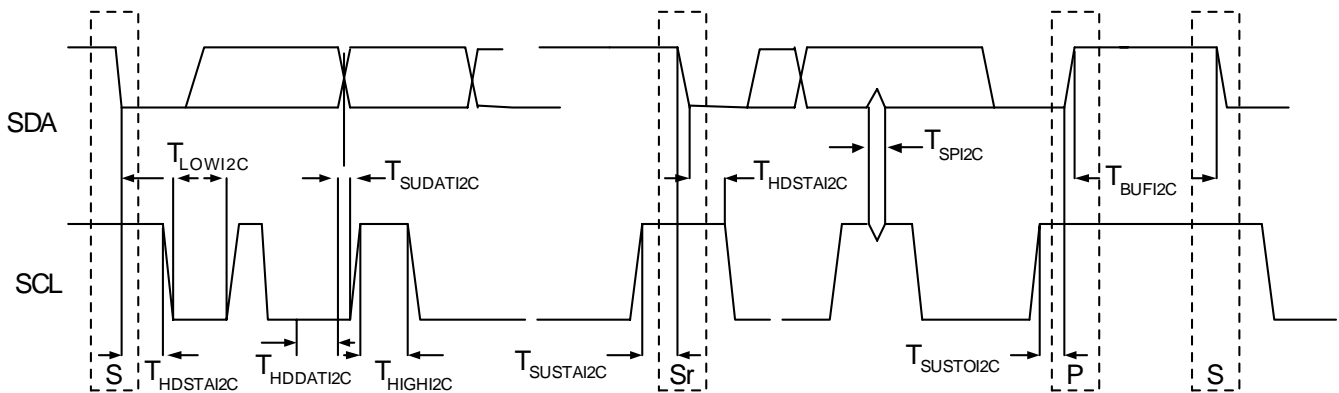 SDA
T_LOWI2C
T_SUDATI2C
T_SPI2C
T_HDSTAI2C
T_BUFI2C
SCL
S
T_HDSTAI2C
T_HDDATI2C
T_HIGHI2C
T_SUSTAI2C
Sr
T_SUSTOI2C
P
S